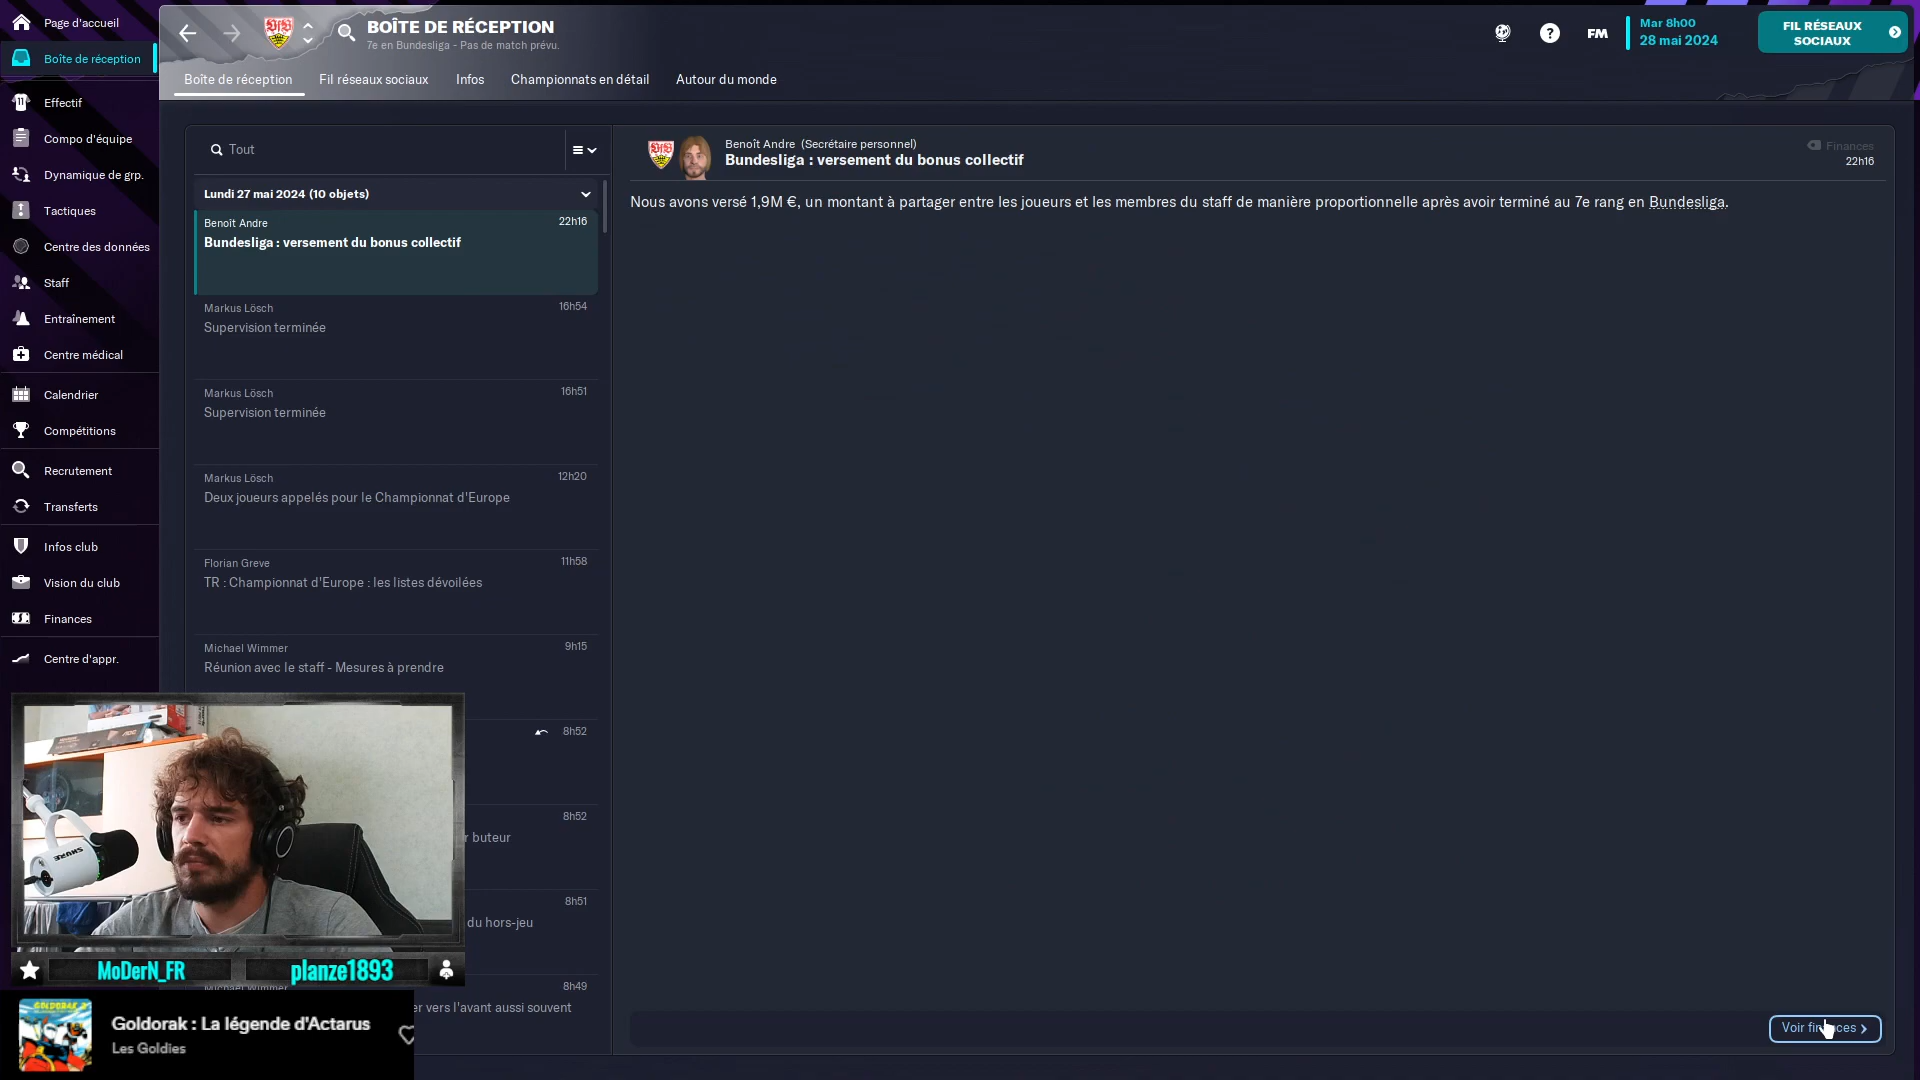 Page d'accueil
Boîte de réception
Effectif
Compo d'équipe
Dynamique de grp.
Tactiques
Centre des données
Staff
Entraînement
Centre médical
Calendrier
Compétitions
Recrutement
Transferts
Infos club
Vision du club
Finances
Centre d'appr.
BOÎTE DE RÉCEPTION
7e en Bundesliga - Pas de match prévu.
FM
Mar 8h00
28 mai 2024
FIL RÉSEAUX
SOCIAUX
Boîte de réception
Fil réseaux sociaux
Infos
Championnats en détail
Autour du monde
Tout
Lundi 27 mai 2024 (10 objets)
Benoît Andre 22h16
Bundesliga : versement du bonus collectif
Markus Lösch 16h54
Supervision terminée
Markus Lösch 16h51
Supervision terminée
Markus Lösch 12h20
Deux joueurs appelés pour le Championnat d'Europe
Florian Greve 11h58
TR : Championnat d'Europe : les listes dévoilées
Michael Wimmer 9h15
Réunion avec le staff - Mesures à prendre
8h52
8h52
r buteur
8h51
du hors-jeu
Michael Wimmer 8h49
er vers l'avant aussi souvent
Benoît Andre (Secrétaire personnel)
Bundesliga : versement du bonus collectif
Finances
22h16
Nous avons versé 1,9M €, un montant à partager entre les joueurs et les membres du staff de manière proportionnelle après avoir terminé au 7e rang en Bundesliga.
Voir finances
SHURE
MoDerN_FR
planze1893
Goldorak : La légende d'Actarus
Les Goldies